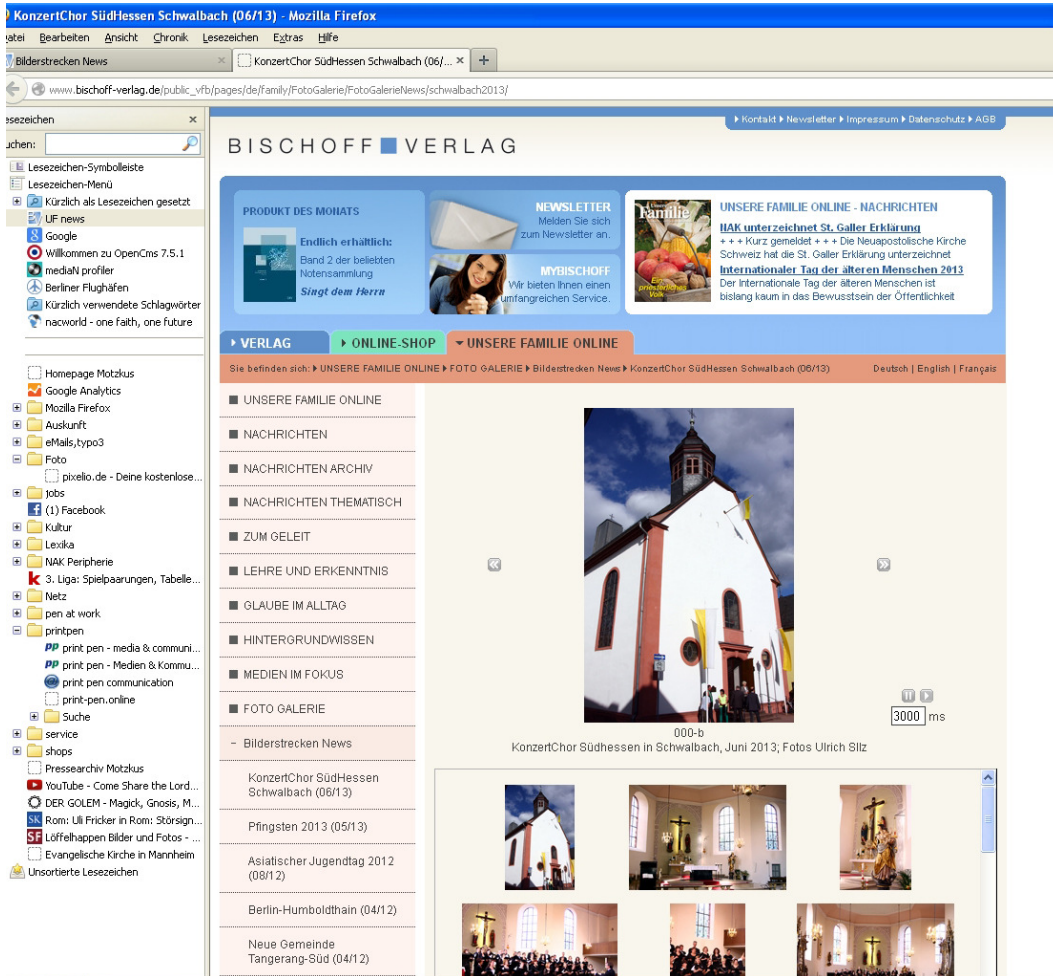 KonzertChor SüdHessen Schwalbach (06/13) - Mozilla Firefox
Bearbeiten Ansicht Chronik Lesezeichen Extras Hilfe
Bilderstrecken News
KonzertChor SüdHessen Schwalbach (06/...
www.bischoff-verlag.de/public_vfb/pages/de/family/FotoGalerie/FotoGalerieNews/schwalbach2013/
Lesezeichen-Symbolleiste
Lesezeichen-Menü
Kürzlich als Lesezeichen gesetzt
UF news
Google
Willkommen zu OpenCms 7.5.1
mediaN profiler
Berliner Flughäfen
Kürzlich verwendete Schlagwörter
nacworld - one faith, one future
Homepage Motzkus
Google Analytics
Mozilla Firefox
Auskunft
eMails,typo3
Foto
pixelio.de - Deine kostenlose...
jobs
(1) Facebook
Kultur
Lexika
NAK Peripherie
3. Liga: Spielpaarungen, Tabelle...
Netz
pen at work
printpen
print pen - media & communi...
print pen - Medien & Kommu...
print pen communication
print-pen.online
Suche
service
shops
Pressearchiv Motzkus
YouTube - Come Share the Lord...
DER GOLEM - Magick, Gnosis, M...
Rom: Uli Fricker in Rom: Störsign...
Löffelhappen Bilder und Fotos - ...
Evangelische Kirche in Mannheim
Unsortierte Lesezeichen
Kontakt Newsletter Impressum Datenschutz AGB
BISCHOFF VERLAG
PRODUKT DES MONATS
Endlich erhältlich:
Band 2 der beliebten
Notensammlung
Singt dem Herrn
NEWSLETTER
Melden Sie sich
zum Newsletter an.
MYBISCHOFF
Wir bieten Ihnen einen
umfangreichen Service.
Familie
Ein
priesterliches
Volk
UNSERE FAMILIE ONLINE - NACHRICHTEN
NAK unterzeichnet St. Galler Erklärung
+ + + Kurz gemeldet + + + Die Neuapostolische Kirche
Schweiz hat die St. Galler Erklärung unterzeichnet
Internationaler Tag der älteren Menschen 2013
Der Internationale Tag der älteren Menschen ist
bislang kaum in das Bewusstsein der Öffentlichkeit
VERLAG
ONLINE-SHOP
UNSERE FAMILIE ONLINE
Sie befinden sich: UNSERE FAMILIE ONLINE FOTO GALERIE Bilderstrecken News KonzertChor SüdHessen Schwalbach (06/13)
Deutsch | English | Français
UNSERE FAMILIE ONLINE
NACHRICHTEN
NACHRICHTEN ARCHIV
NACHRICHTEN THEMATISCH
ZUM GELEIT
LEHRE UND ERKENNTNIS
GLAUBE IM ALLTAG
HINTERGRUNDWISSEN
MEDIEN IM FOKUS
FOTO GALERIE
- Bilderstrecken News
KonzertChor SüdHessen
Schwalbach (06/13)
Pfingsten 2013 (05/13)
Asiatischer Jugendtag 2012
(08/12)
Berlin-Humboldthain (04/12)
Neue Gemeinde
Tangerang-Süd (04/12)
3000 ms
000-b
KonzertChor Südhessen in Schwalbach, Juni 2013; Fotos Ulrich SIlz